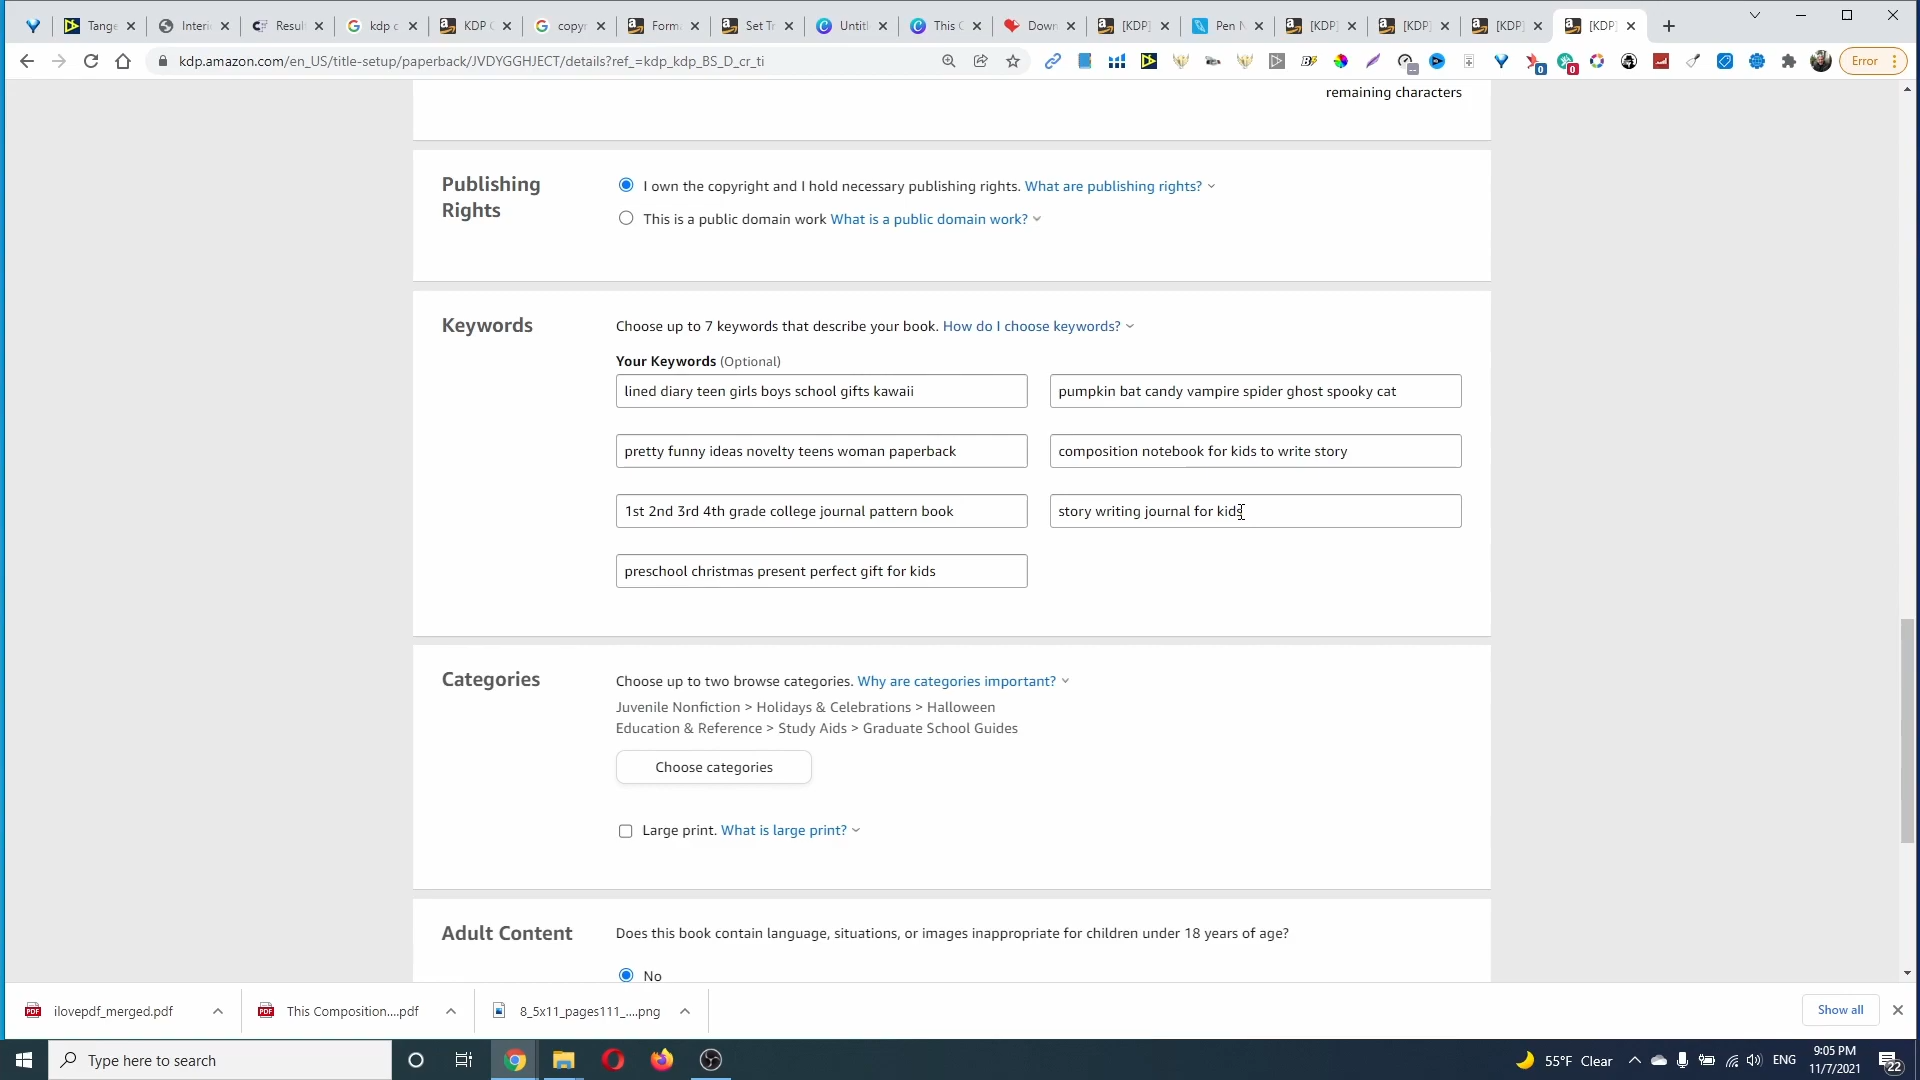 Tange
Interi
Result
kdp c
KDP C
copyr
Form
Set Tr
Untitl
This C
Down
[KDP]
Pen N
[KDP]
[KDP]
[KDP]
[KDP]
kdp.amazon.com/en_US/title-setup/paperback/JVDYGGHJECT/details?ref_=kdp_kdp_BS_D_cr_ti
Error
remaining characters
Publishing
Rights
I own the copyright and I hold necessary publishing rights. What are publishing rights?
This is a public domain work What is a public domain work?
Keywords
Choose up to 7 keywords that describe your book. How do I choose keywords?
Your Keywords (Optional)
lined diary teen girls boys school gifts kawaii
pumpkin bat candy vampire spider ghost spooky cat
pretty funny ideas novelty teens woman paperback
composition notebook for kids to write story
1st 2nd 3rd 4th grade college journal pattern book
story writing journal for kids
preschool christmas present perfect gift for kids
Categories
Choose up to two browse categories. Why are categories important?
Juvenile Nonfiction > Holidays & Celebrations > Halloween
Education & Reference > Study Aids > Graduate School Guides
Choose categories
Large print. What is large print?
Adult Content
Does this book contain language, situations, or images inappropriate for children under 18 years of age?
No
ilovepdf_merged.pdf
This Composition....pdf
8_5x11_pages111_....png
Show all
Type here to search
55°F Clear
ENG
9:05 PM
11/7/2021
22